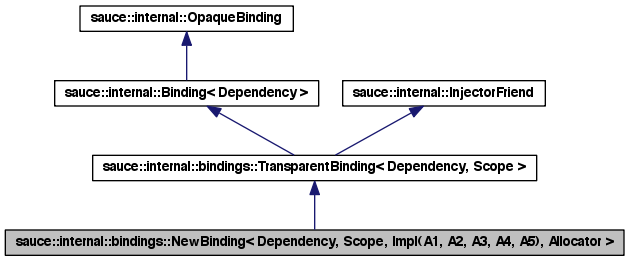 sauce::internal::OpaqueBinding
sauce::internal::Binding< Dependency >
sauce::internal::InjectorFriend
sauce::internal::bindings::TransparentBinding< Dependency, Scope >
sauce::internal::bindings::NewBinding< Dependency, Scope, Impl(A1, A2, A3, A4, A5), Allocator >